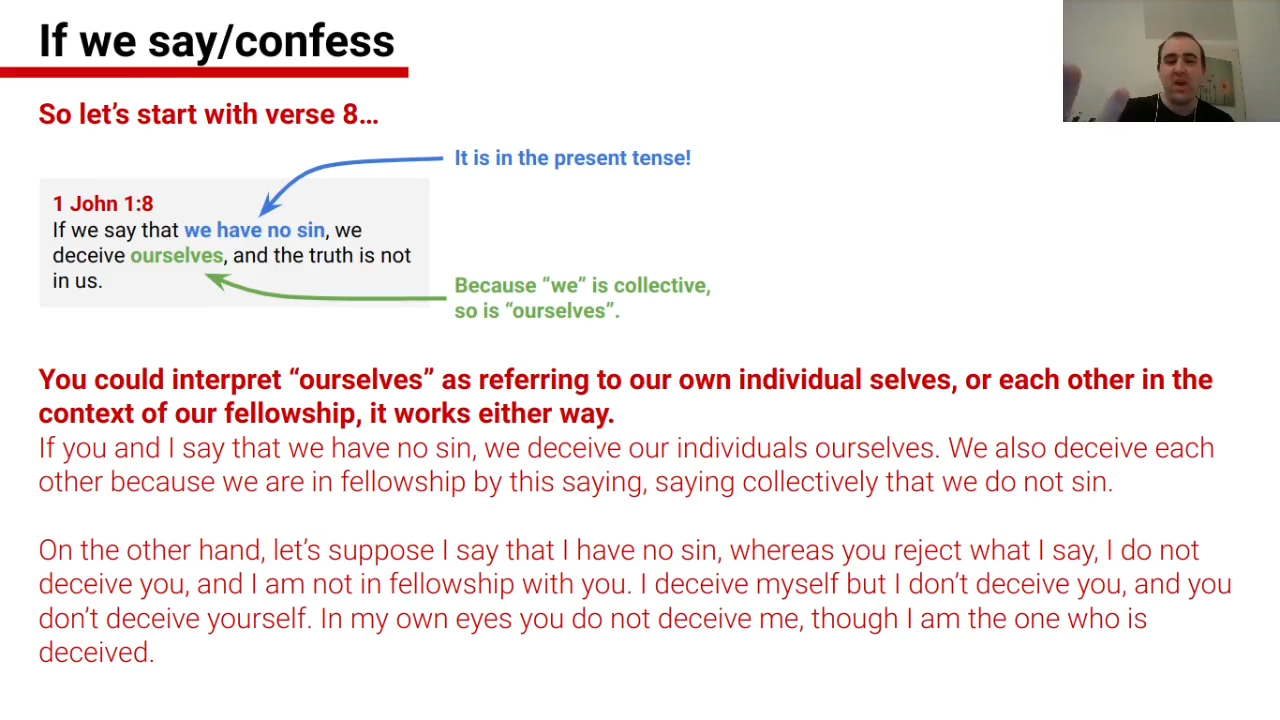 If we say/confess
So let's start with verse 8...
It is in the present tense!
1 John 1:8
If we say that we have no sin, we
deceive ourselves, and the truth is not
in us.
Because “we” is collective,
so is “ourselves”.
You could interpret “ourselves” as referring to our own individual selves, or each other in the
context of our fellowship, it works either way.
If you and I say that we have no sin, we deceive our individuals ourselves. We also deceive each
other because we are in fellowship by this saying, saying collectively that we do not sin.
On the other hand, let's suppose I say that I have no sin, whereas you reject what I say, I do not
deceive you, and I am not in fellowship with you. I deceive myself but I don't deceive you, and you
don't deceive yourself. In my own eyes you do not deceive me, though I am the one who is
deceived.